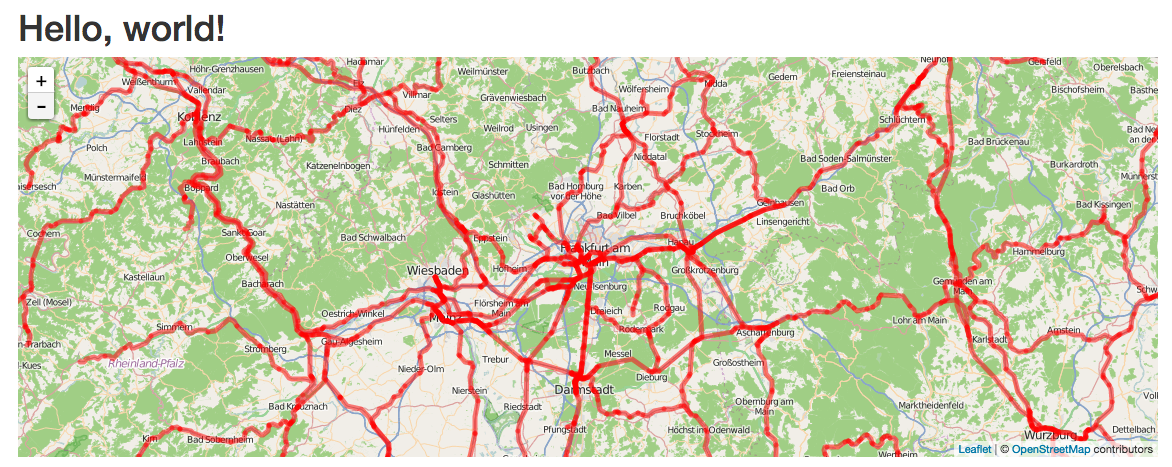 Hello, world!
+
-
Höhr-Grenzhausen
Hadamar
Weilmünster
Butzbach
Gedern
Freiensteinau
Neuhof
Gersfeld
Oberelsbach
Weißenthurm
Vallendar
Diez
Villmar
Grävenwiesbach
Wölfersheim
Nidda
Bischofsheim
Mendig
Koblenz
Selters
Bad Nauheim
Schlüchtern
Polch
Lahnstein
Nassau (Lahn)
Hünfelden
Weilrod
Usingen
Florstadt
Stockheim
Bad Brückenau
Bad Camberg
Braubach
Katzenelnbogen
Schmitten
Niddatal
Bad Soden-Salmünster
Burkardroth
Münstermaifeld
Boppard
Idstein
Glashütten
Bad Homburg
vor der Höhe
Karben
Bad Orb
Nastätten
Gelnhausen
Bad Kissingen
Cochem
Sankt Goar
Bad Schwalbach
Eppstein
Bad Vilbel
Bruchköbel
Linsengericht
Oberwesel
Frankfurt am
Main
Hanau
Hammelburg
Kastellaun
Bacharach
Wiesbaden
Hofheim
Großkrotzenburg
Gemünden am
Main
Zell (Mosel)
Oestrich-Winkel
Mainz
Flörsheim am
Main
Neu-Isenburg
Dreieich
Rodgau
Lohr am Main
Simmern
Stromberg
Gau-Algesheim
Rödermark
Aschaffenburg
Karlstadt
Arnstein
Rheinland-Pfalz
Trebur
Messel
Großostheim
Nieder-Olm
Nierstein
Dieburg
Darmstadt
Bad Kreuznach
Riedstadt
Obernburg am
Main
Marktheidenfeld
Kirn
Bad Sobernheim
Pfungstadt
Höchst im Odenwald
Würzburg
Dettelbach
Wertheim
Leaflet | © OpenStreetMap contributors